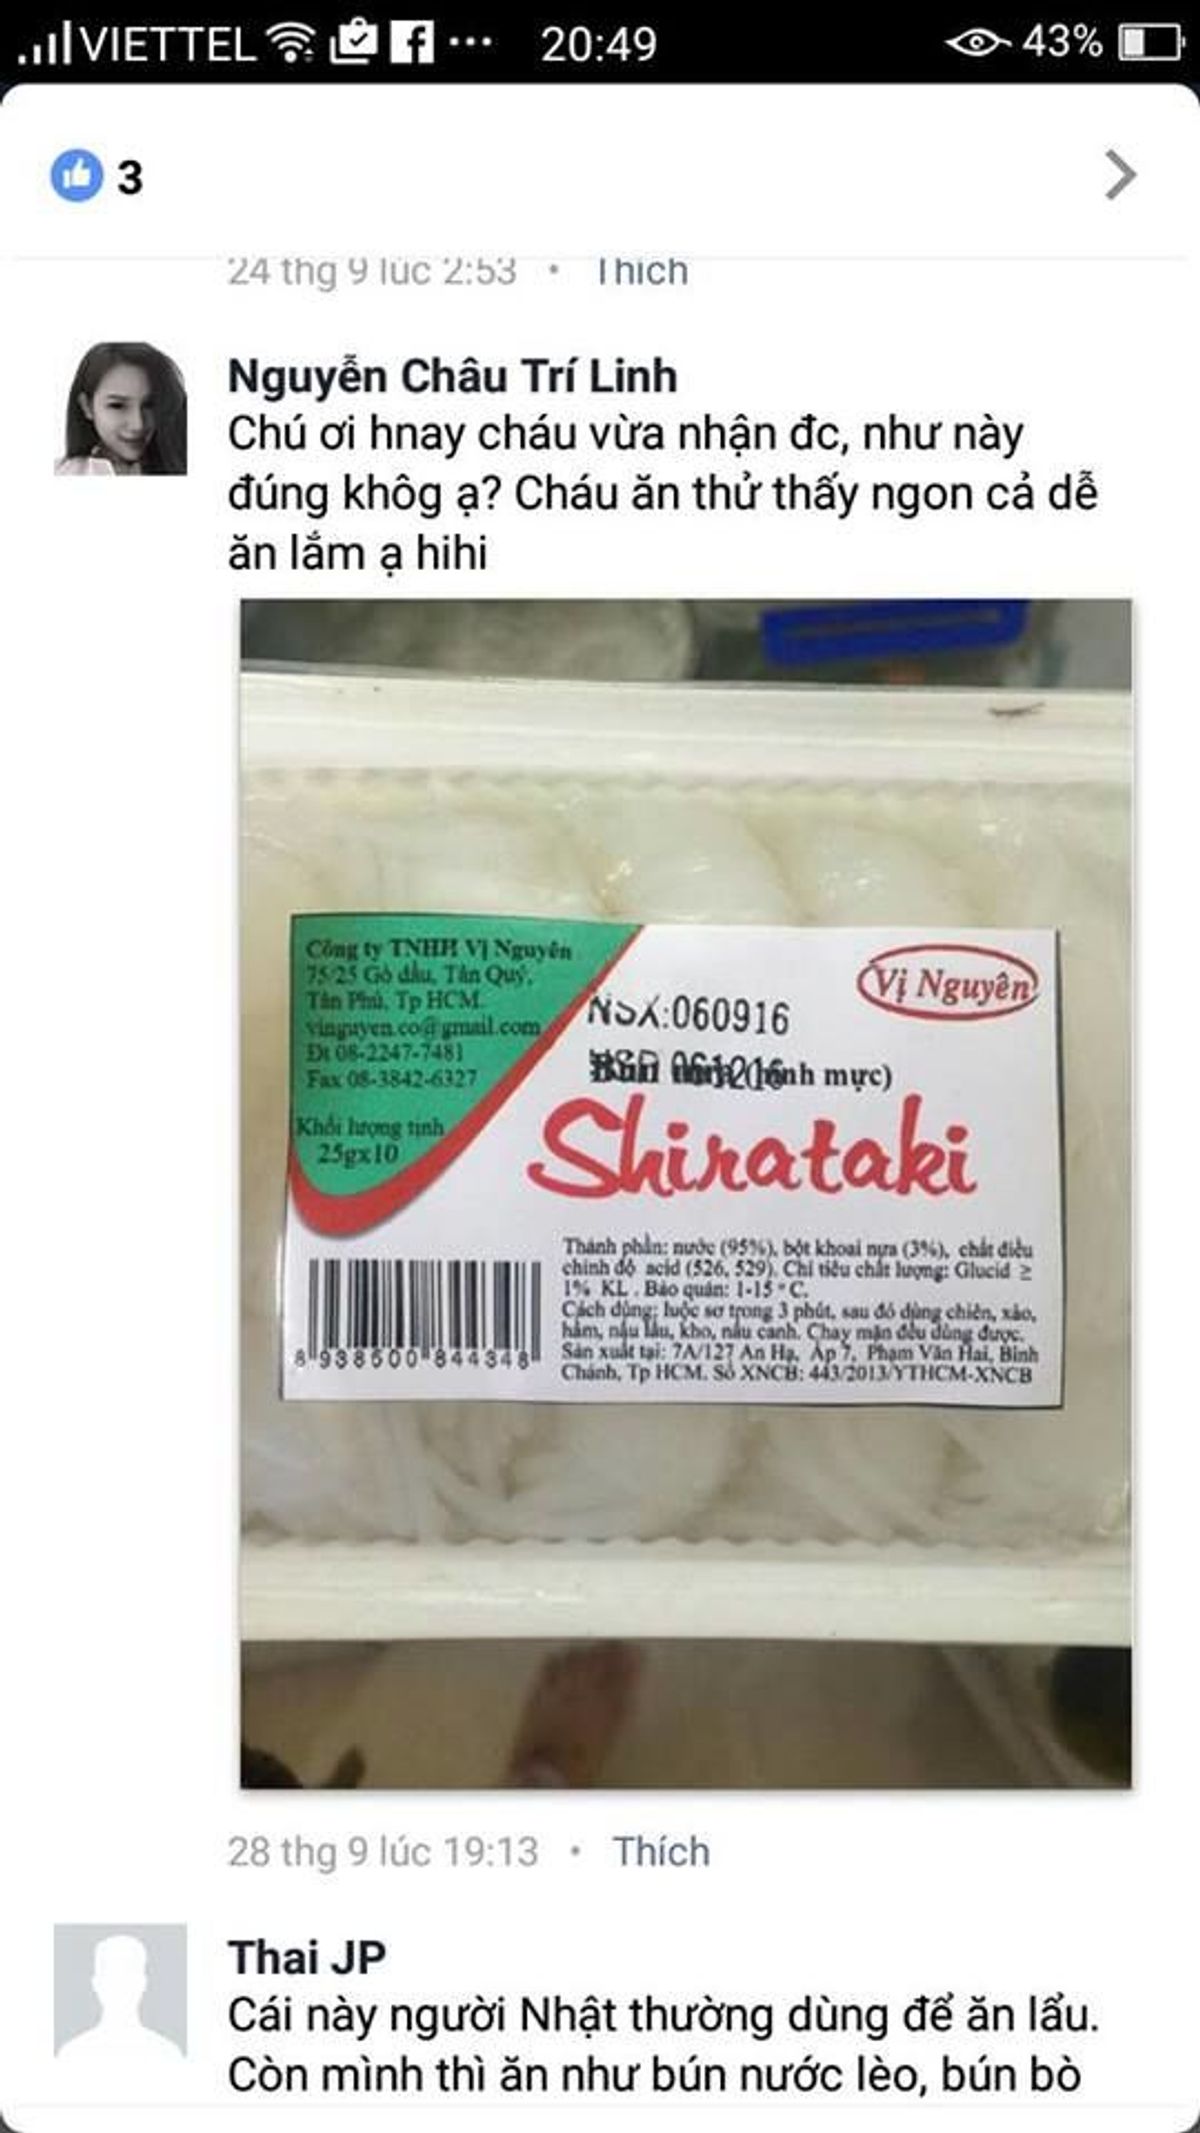 VIETTEL 20:49 43%
3
24 thg 9 lúc 2:53 • Thích
Nguyễn Châu Trí Linh
Chú ơi hnay cháu vừa nhận đc, như này
đúng khôg ạ? Cháu ăn thử thấy ngon cả dễ
ăn lắm ạ hihi
Công ty TNHH Vị Nguyên
75/25 Gò dầu, Tân Quý,
Tân Phú, Tp HCM.
vinguyen.co@gmail.com
Đt 08-2247-7481
Fax 08-3842-6327
Khối lượng tịnh
25gx10
Vị Nguyên
NSX:060916
HSD 061216
mực)
Shirataki
Thành phần: nước (95%), bột khoai nưa (3%), chất điều
chỉnh độ acid (526, 529). Chỉ tiêu chất lượng: Glucid ≥
1% KL . Bảo quản: 1-15 °C.
Cách dùng: luộc sơ trong 3 phút, sau đó dùng chiên, xào,
hầm, nấu lẩu, kho, nấu canh. Chay mặn đều dùng được.
Sản xuất tại: 7A/127 An Hạ, Ấp 7, Phạm Văn Hai, Bình
Chánh, Tp HCM. Số XNCB: 443/2013/YTHCM-XNCB
8 938500 844348
28 thg 9 lúc 19:13 • Thích
Thai JP
Cái này người Nhật thường dùng để ăn lẩu.
Còn mình thì ăn như bún nước lèo, bún bò